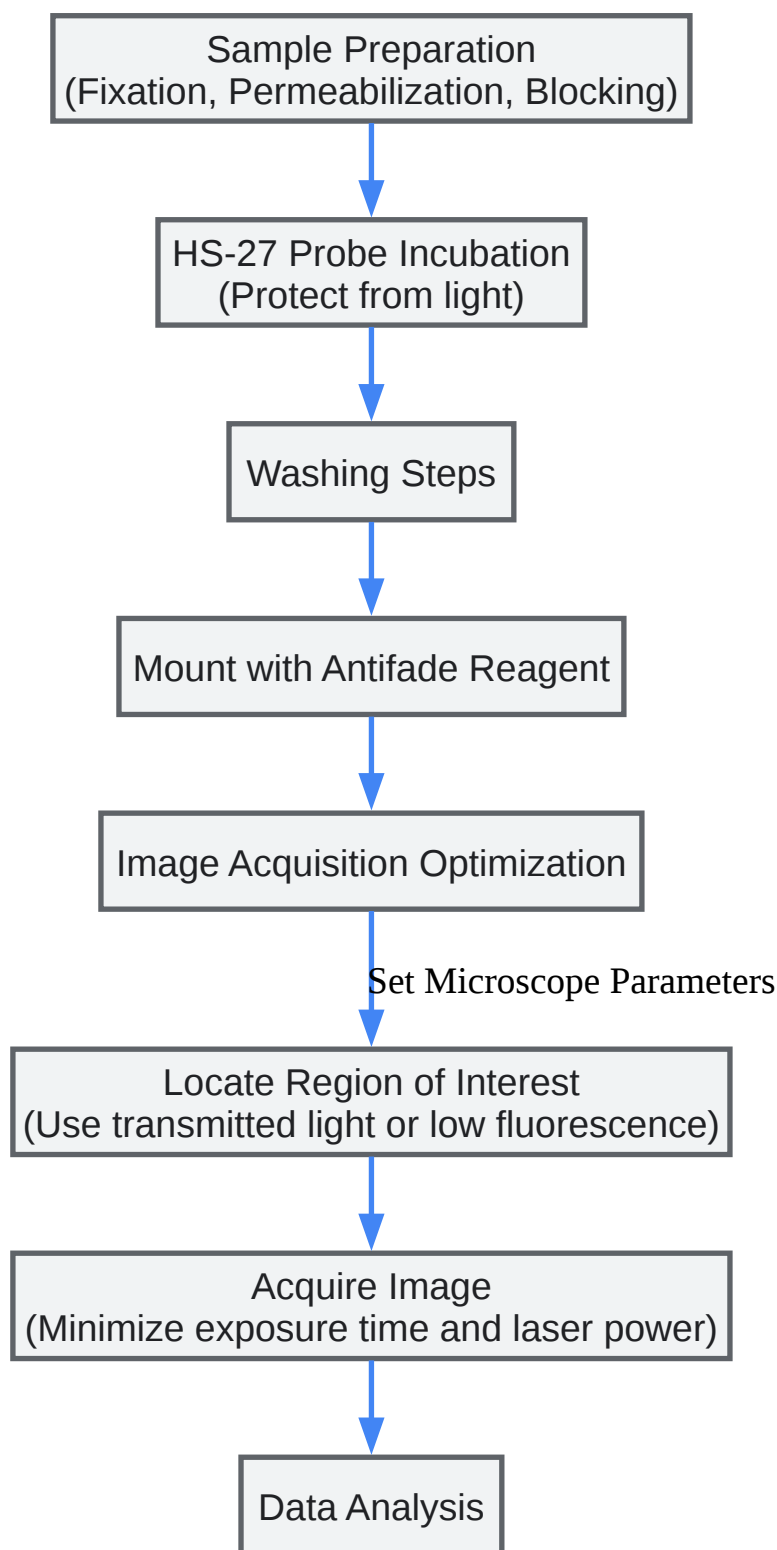 Sample Preparation
(Fixation, Permeabilization, Blocking)
HS-27 Probe Incubation
(Protect from light)
Washing Steps
Mount with Antifade Reagent
Image Acquisition Optimization
Set Microscope Parameters
Locate Region of Interest
(Use transmitted light or low fluorescence)
Acquire Image
(Minimize exposure time and laser power)
Data Analysis